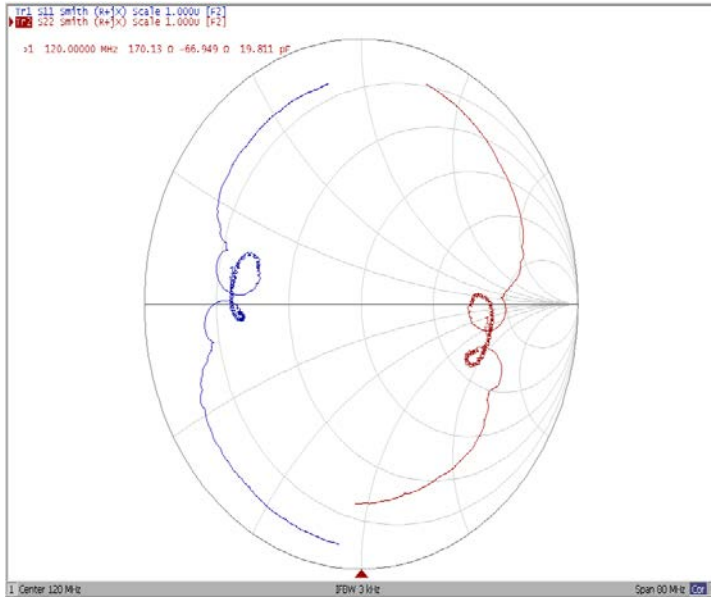 Tr1 S11 Smith (R+jX) Scale 1.000U [F2]
Tr2 S22 Smith (R+jX) Scale 1.000U [F2]
>1 120.00000 MHz 170.13 Ω -66.949 Ω 19.811 pF
1 Center 120 MHz IFBW 3 kHz Span 80 MHz Cor